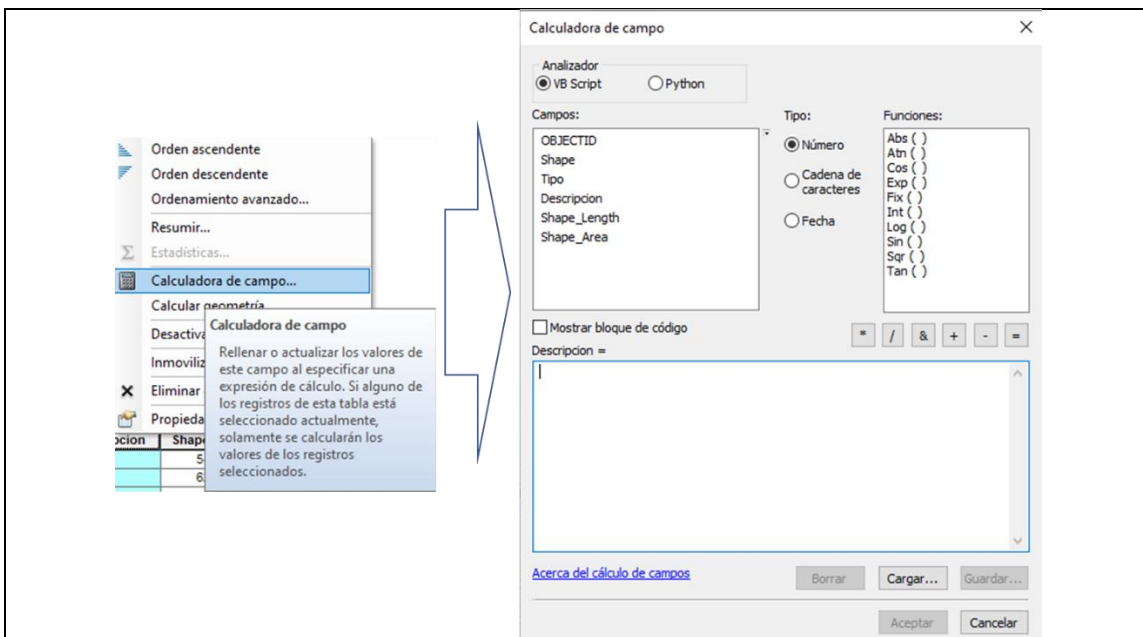 Orden ascendente
Orden descendente
Ordenamiento avanzado...
Resumir...
Estadísticas...
Calculadora de campo...
Calcular geometría
Desactiva
Inmoviliz
Eliminar
Propieda
pcion Shap
5
6
Calculadora de campo
Rellenar o actualizar los valores de
este campo al especificar una
expresión de cálculo. Si alguno de
los registros de esta tabla está
seleccionado actualmente,
solamente se calcularán los
valores de los registros
seleccionados.
Calculadora de campo
Analizador
VB Script Python
Campos:
OBJECTID
Shape
Tipo
Descripcion
Shape_Length
Shape_Area
Tipo:
Número
Cadena de
caracteres
Fecha
Funciones:
Abs ( )
Atn ( )
Cos ( )
Exp ( )
Fix ( )
Int ( )
Log ( )
Sin ( )
Sqr ( )
Tan ( )
Mostrar bloque de código
* / & + - =
Descripcion =
Acerca del cálculo de campos
Borrar Cargar... Guardar...
Aceptar Cancelar